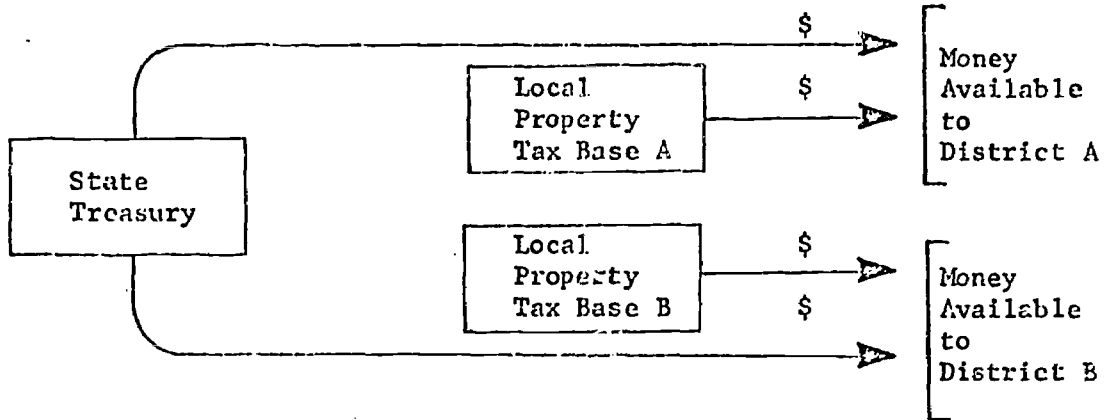 $
Local
Property
Tax Base A
$
Money
Available
to
District A
State
Treasury
Local
Property
Tax Base B
$
$
Money
Available
to
District B